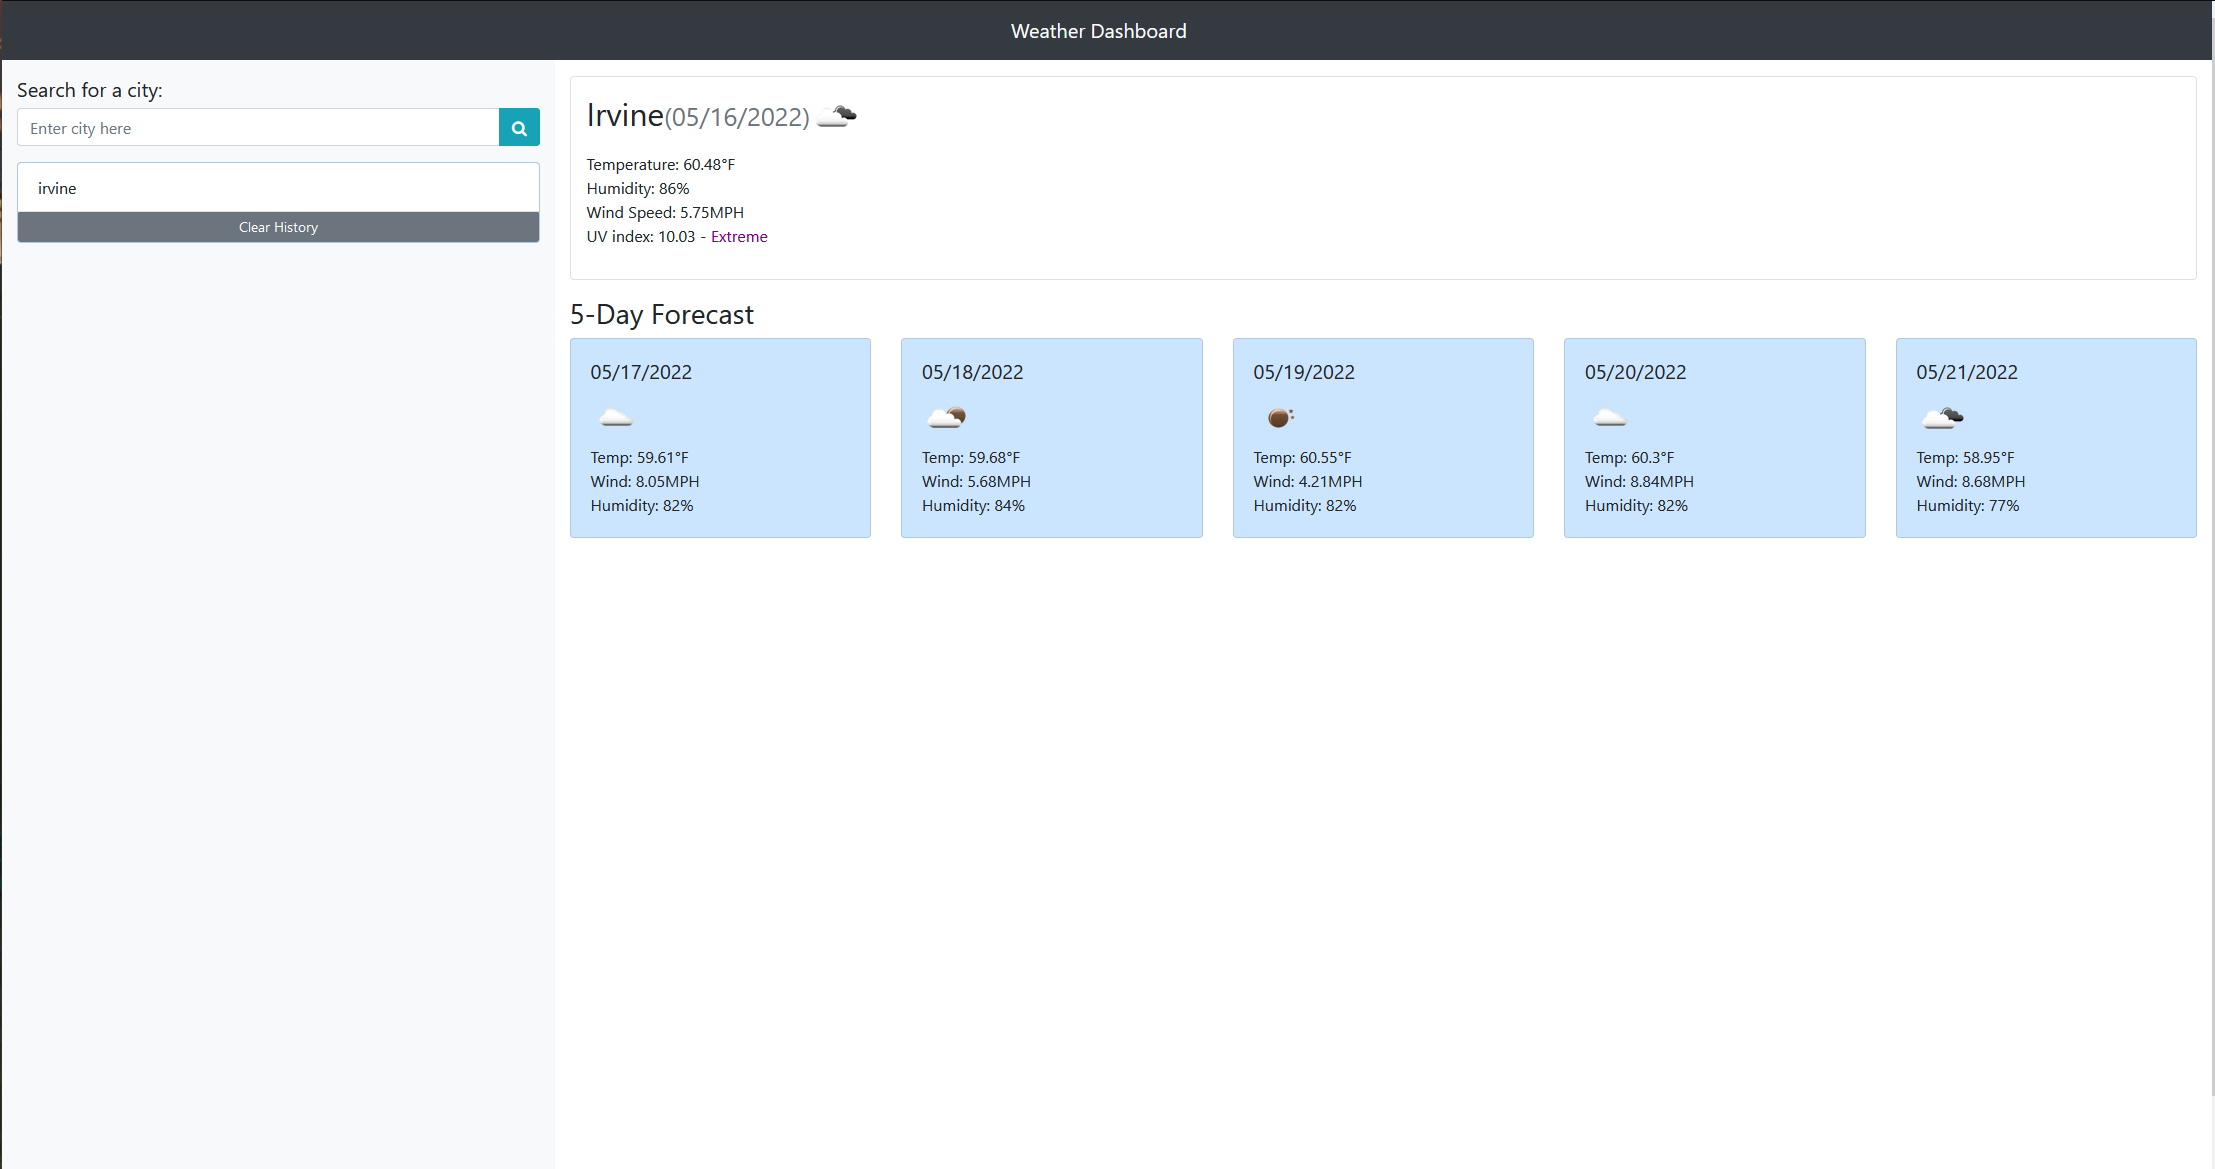 Weather Dashboard
Search for a city:
Enter city here
irvine
Clear History
Irvine(05/16/2022)
Temperature: 60.48°F
Humidity: 86%
Wind Speed: 5.75MPH
UV index: 10.03 - Extreme
5-Day Forecast
05/17/2022
Temp: 59.61°F
Wind: 8.05MPH
Humidity: 82%
05/18/2022
Temp: 59.68°F
Wind: 5.68MPH
Humidity: 84%
05/19/2022
Temp: 60.55°F
Wind: 4.21MPH
Humidity: 82%
05/20/2022
Temp: 60.3°F
Wind: 8.84MPH
Humidity: 82%
05/21/2022
Temp: 58.95°F
Wind: 8.68MPH
Humidity: 77%